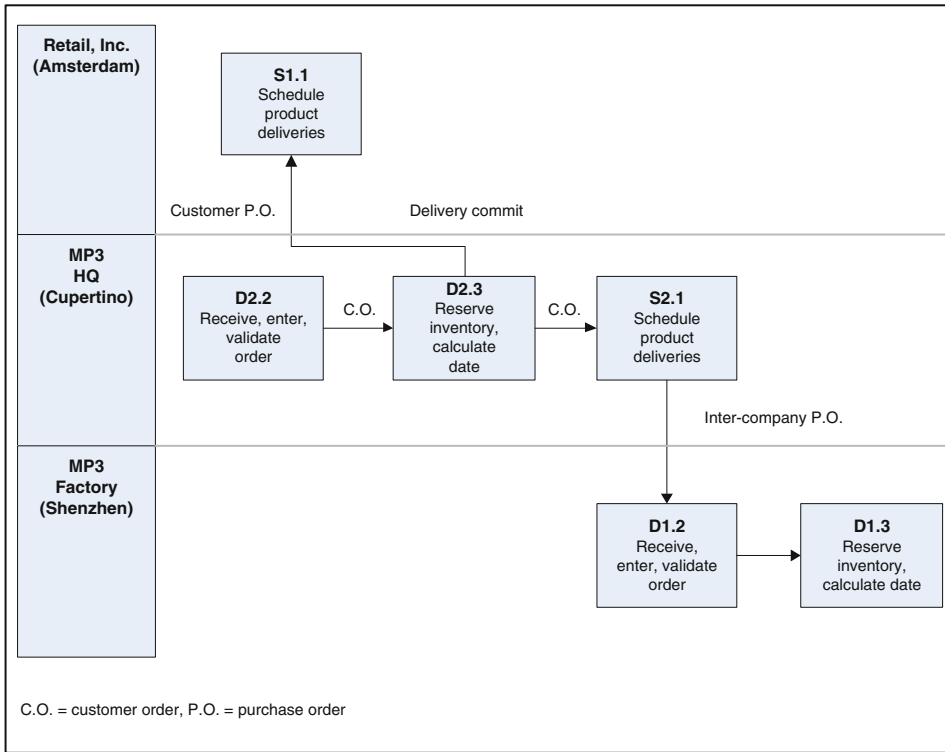 Retail, Inc.
(Amsterdam)
S1.1
Schedule
product
deliveries
Customer P.O.
Delivery commit
MP3
HQ
(Cupertino)
D2.2
Receive, enter,
validate
order
C.O.
D2.3
Reserve
inventory,
calculate
date
C.O.
S2.1
Schedule
product
deliveries
Inter-company P.O.
MP3
Factory
(Shenzhen)
D1.2
Receive,
enter, validate
order
D1.3
Reserve
inventory,
calculate date
C.O. = customer order, P.O. = purchase order